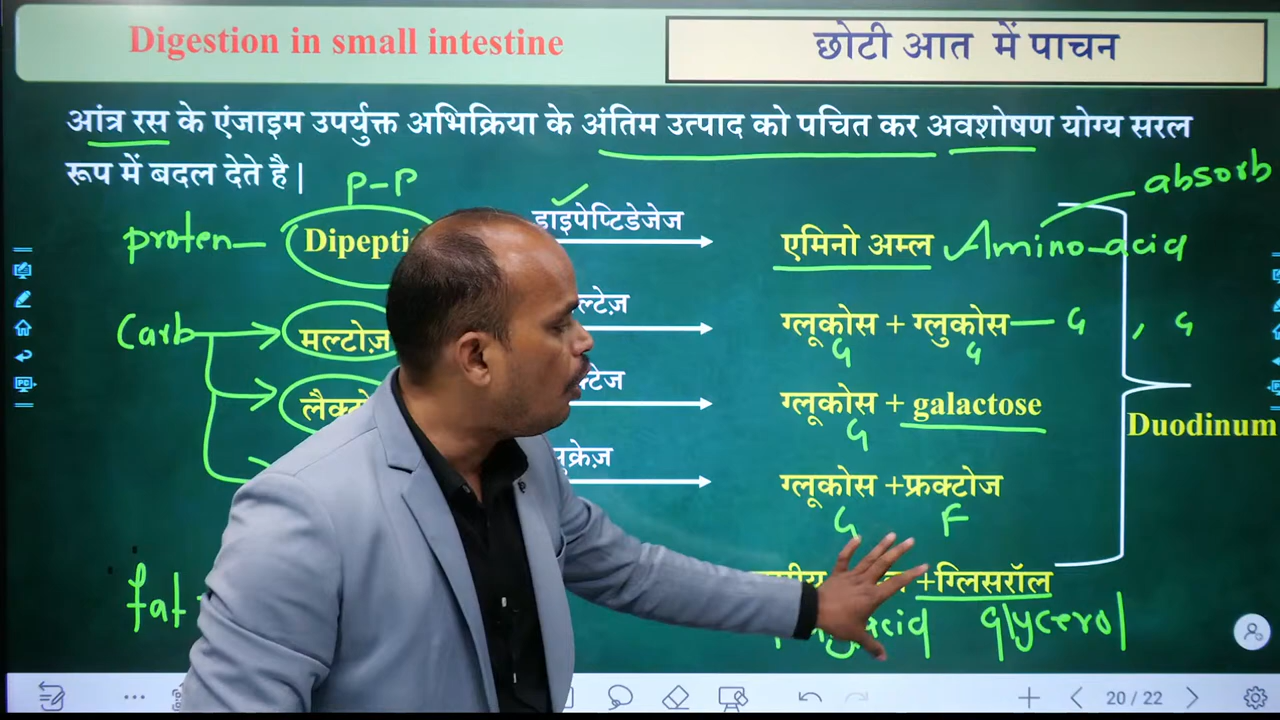 Digestion in small intestine
छोटी आत में पाचन
आंत्र रस के एंजाइम उपर्युक्त अभिक्रिया के अंतिम उत्पाद को पचित कर अवशोषण योग्य सरल
रूप में बदल देते है |
P-P
absorb
proten
डाइपेप्टिडेजेज
एमिनो अम्ल
Amino acid
Carb
ग्लूकोस + ग्लुकोस
G , G
G G
ग्लूकोस + galactose
G
Duodinum
ग्लूकोस +फ्रक्टोज
G F
fat
+ग्लिसरॉल
acid glycerol
20 / 22